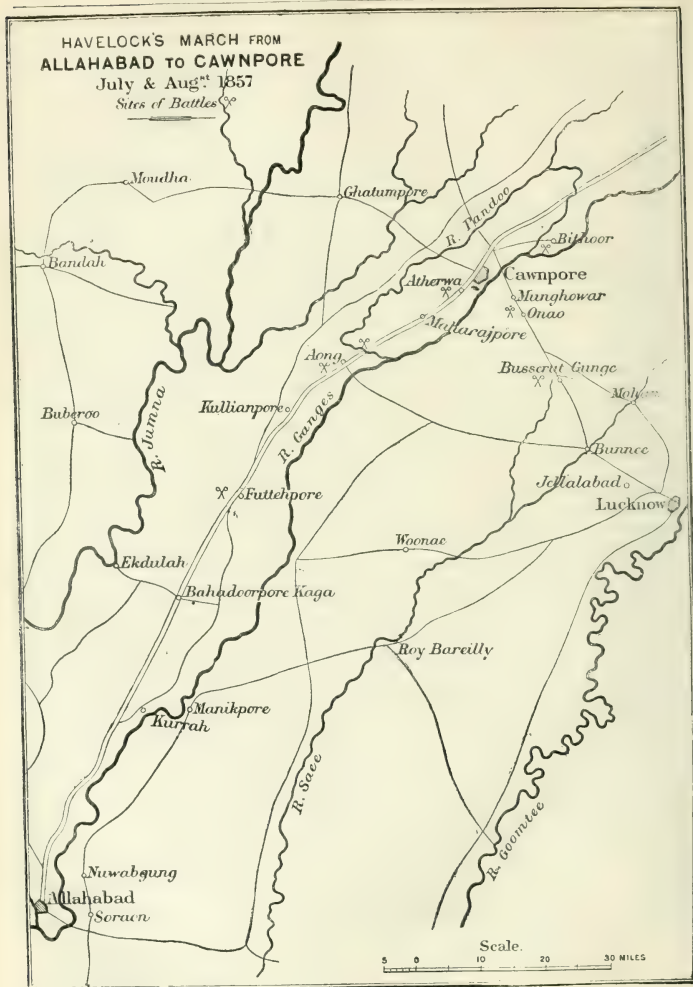 HAVELOCK'S MARCH FROM
ALLAHABAD TO CAWNPORE
July & Augst. 1857
Sites of Battles
Moudha
Ghatumpore
R. Pandoo
Bandah
Bithoor
Atherwa
Cawnpore
Munghowar
Onao
Maharajpore
Aong
Busserut Gunge
Buberoo
R. Jumna
Kullianpore
R. Ganges
Bunnee
Futtehpore
Jellalabad
Lucknow
Woonae
Ekdulah
Bahadoorpore Kaga
Roy Bareilly
Manikpore
Kurrah
R. Saee
R. Goomtee
Nuwabgung
Allahabad
Soraon
Scale.
5 0 10 20 30 MILES